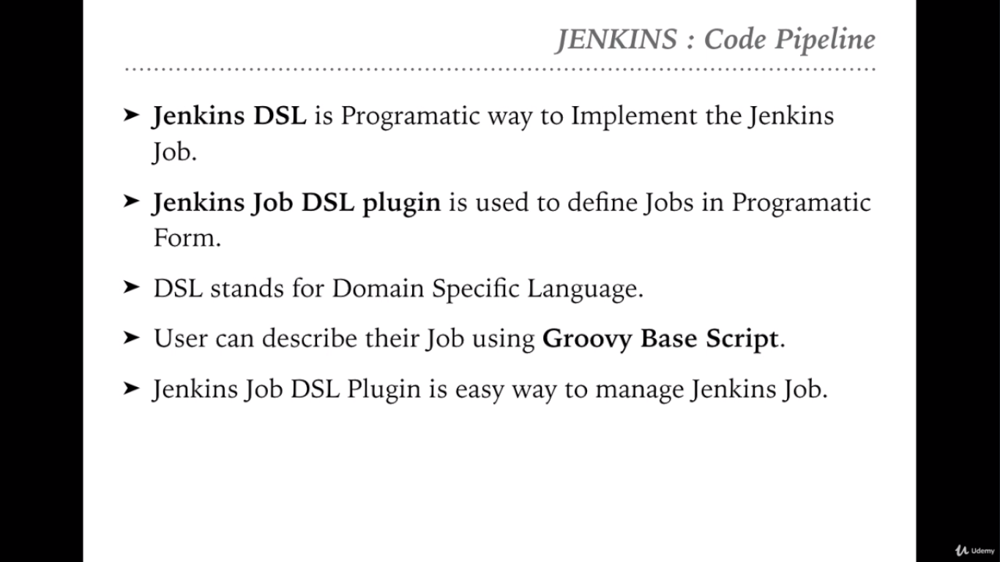 JENKINS : Code Pipeline
➤ Jenkins DSL is Programatic way to Implement the Jenkins
Job.
➤ Jenkins Job DSL plugin is used to define Jobs in Programatic
Form.
➤ DSL stands for Domain Specific Language.
➤ User can describe their Job using Groovy Base Script.
➤ Jenkins Job DSL Plugin is easy way to manage Jenkins Job.
Udemy